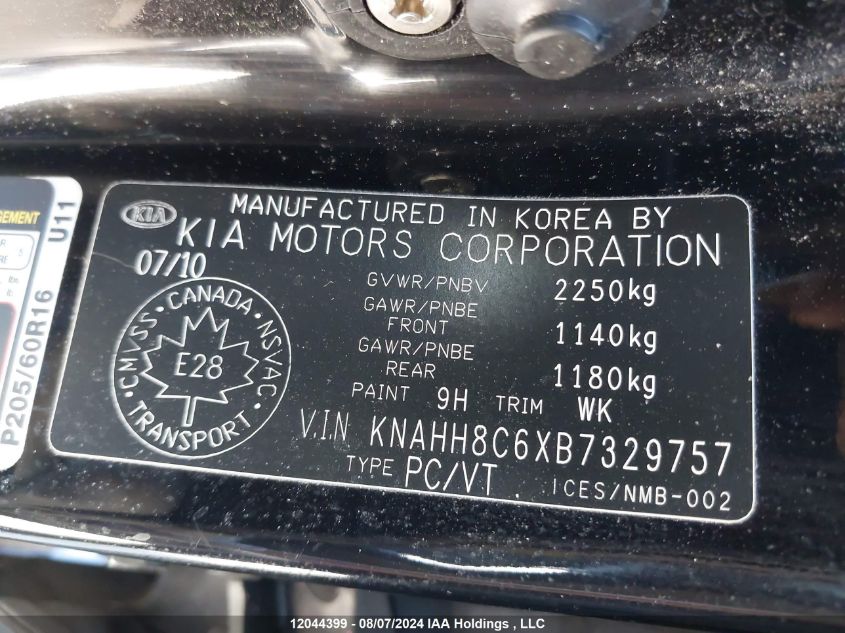 GEMENT
U11
P205/60R16
KIA
MANUFACTURED IN KOREA BY
KIA MOTORS CORPORATION
07/10
GVWR/PNBV 2250kg
GAWR/PNBE
FRONT 1140kg
GAWR/PNBE
REAR 1180kg
PAINT 9H TRIM WK
CANADA
CMVSS NSVAC
E28
TRANSPORT
V.I.N KNAHH8C6XB7329757
TYPE PC/VT
ICES/NMB-002
12044399 - 08/07/2024 IAA Holdings , LLC